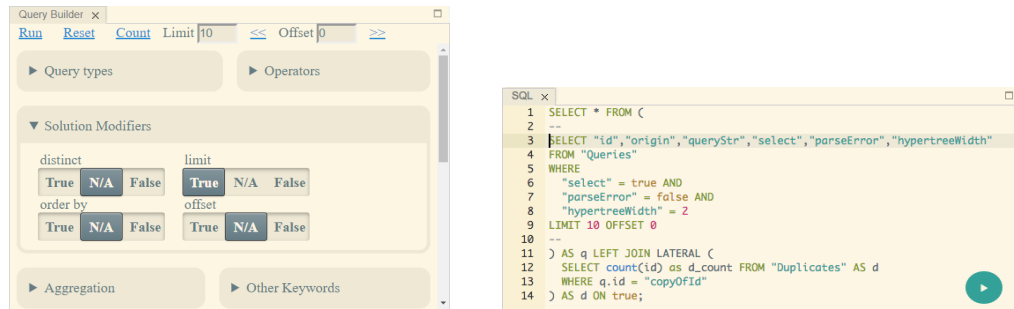 Query Builder x
Run Reset Count Limit 10 << Offset 0 >>
▶ Query types
▶ Operators
▼ Solution Modifiers
distinct
limit
True N/A False
True N/A False
order by
offset
True N/A False
True N/A False
▶ Aggregation
▶ Other Keywords
SQL x
1 SELECT * FROM (
2 --
3 SELECT "id","origin","queryStr","select","parseError","hypertreeWidth"
4 FROM "Queries"
5 WHERE
6 "select" = true AND
7 "parseError" = false AND
8 "hypertreeWidth" = 2
9 LIMIT 10 OFFSET 0
10 --
11 ) AS q LEFT JOIN LATERAL (
12 SELECT count(id) as d_count FROM "Duplicates" AS d
13 WHERE q.id = "copyOfId"
14 ) AS d ON true;